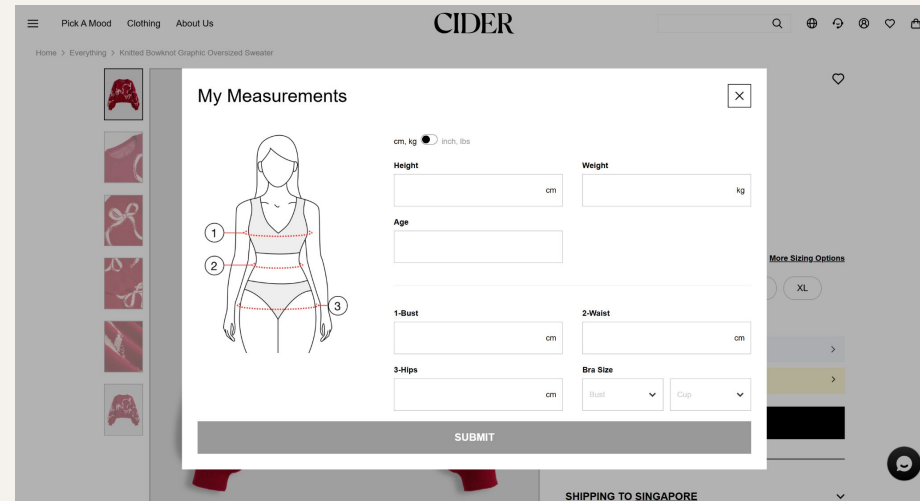 Pick A Mood Clothing About Us
CIDER
Home > Everything > Knitted Bowknot Graphic Oversized Sweater
My Measurements
cm, kg inch, lbs
Height Weight
cm kg
Age
1
2
3
1-Bust 2-Waist
cm cm
3-Hips Bra Size
cm Bust Cup
SUBMIT
More Sizing Options
XL
SHIPPING TO SINGAPORE